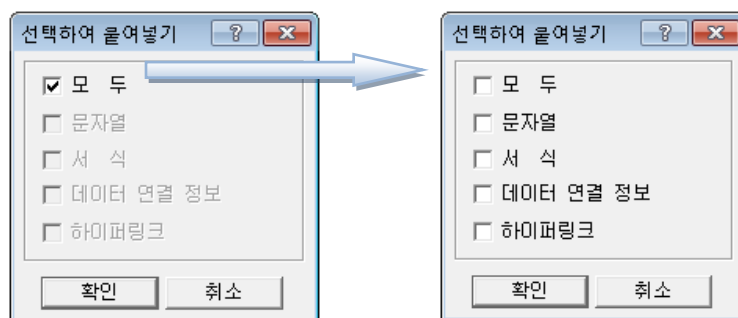 선택하여 붙여넣기
모 두
문자열
서 식
데이터 연결 정보
하이퍼링크
확인 취소
선택하여 붙여넣기
모 두
문자열
서 식
데이터 연결 정보
하이퍼링크
확인 취소